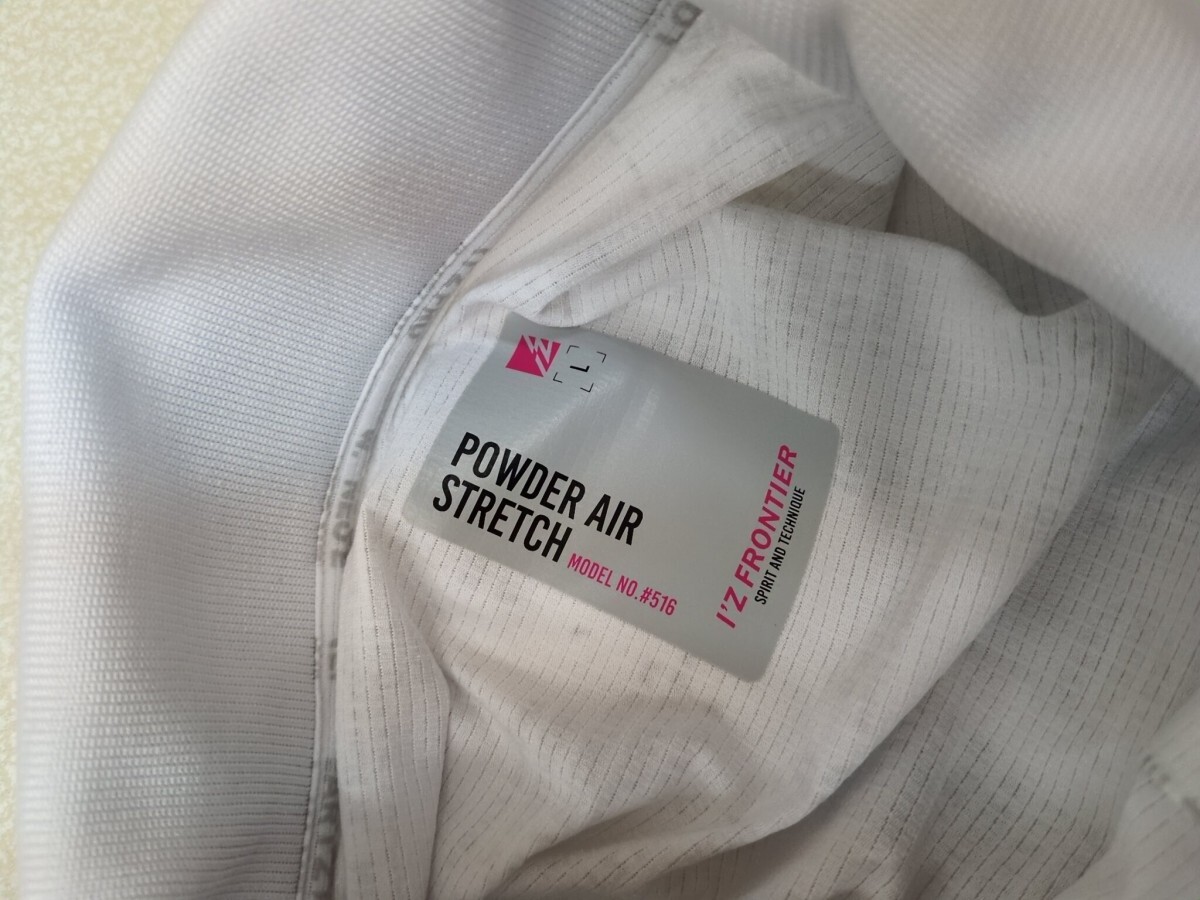 L
POWDER AIR
STRETCH
MODEL NO.#516
I'Z FRONTIER
SPIRIT AND TECHNIQUE